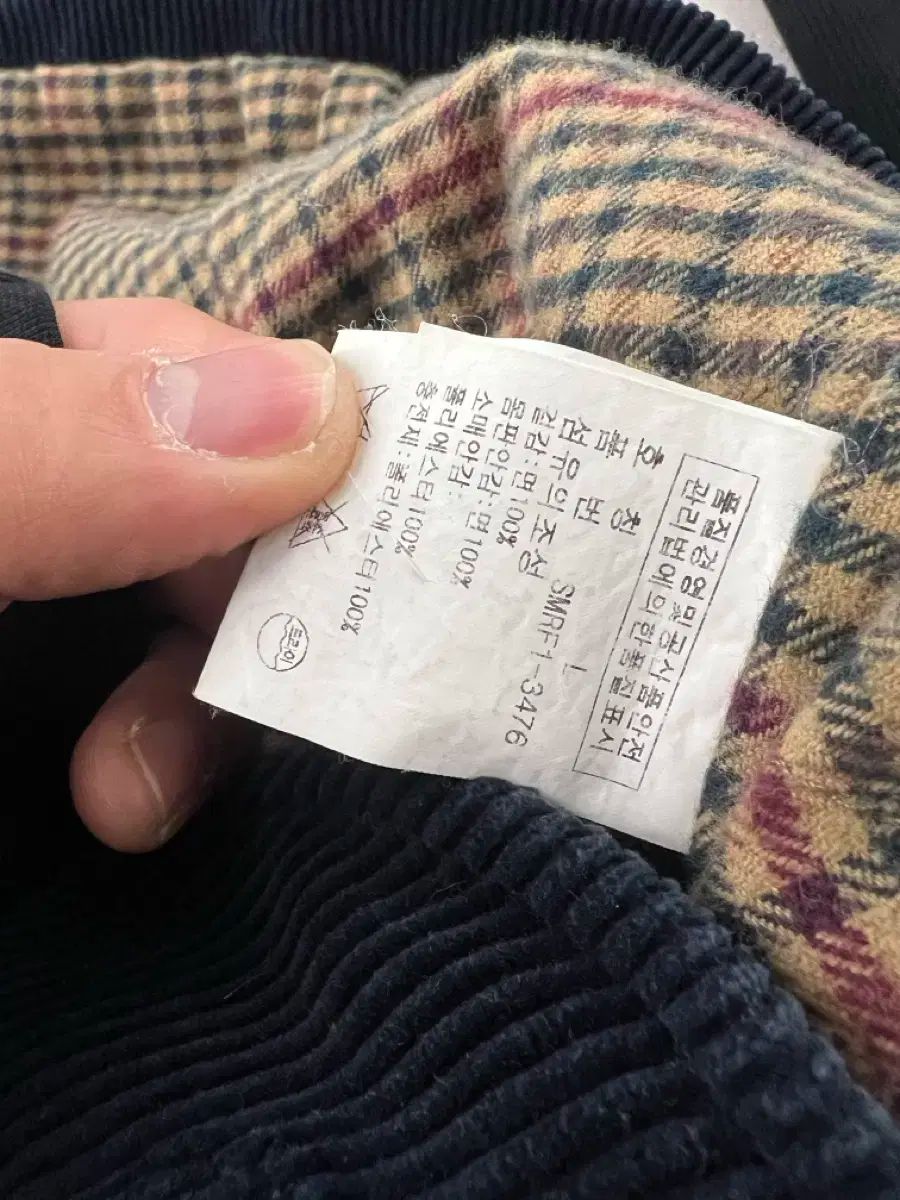 품질경영및공산품안전
관리법에의한품질표시
호 칭 L
품 번 SMRF1-3476
섬유의조성
겉감:면100%
몸판안감:면100%
소매안감:
폴리에스터100%
충전재:폴리에스터100%
드라이